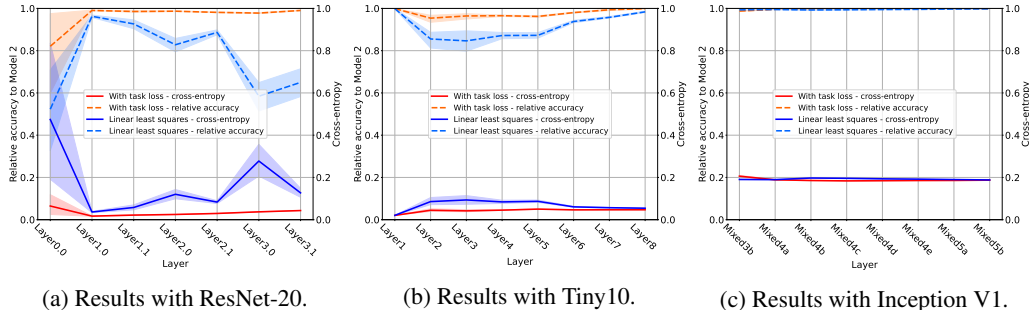 Relative accuracy to Model 2
1.0
0.8
0.6
0.4
0.2
0.0
With task loss - cross-entropy
With task loss - relative accuracy
Linear least squares - cross-entropy
Linear least squares - relative accuracy
1.0
0.8
0.6
0.4
0.2
0.0
Cross-entropy
Layer0.0
Layer1.0
Layer1.1
Layer2.0
Layer2.1
Layer3.0
Layer3.1
Layer
(a) Results with ResNet-20.
Relative accuracy to Model 2
1.0
0.8
0.6
0.4
0.2
0.0
With task loss - cross-entropy
With task loss - relative accuracy
Linear least squares - cross-entropy
Linear least squares - relative accuracy
1.0
0.8
0.6
0.4
0.2
0.0
Cross-entropy
Layer1
Layer2
Layer3
Layer4
Layer5
Layer6
Layer7
Layer8
Layer
(b) Results with Tiny10.
Relative accuracy to Model 2
1.0
0.8
0.6
0.4
0.2
0.0
With task loss - cross-entropy
With task loss - relative accuracy
Linear least squares - cross-entropy
Linear least squares - relative accuracy
1.0
0.8
0.6
0.4
0.2
0.0
Cross-entropy
Mixed3b
Mixed4a
Mixed4b
Mixed4c
Mixed4d
Mixed4e
Mixed5a
Mixed5b
Layer
(c) Results with Inception V1.